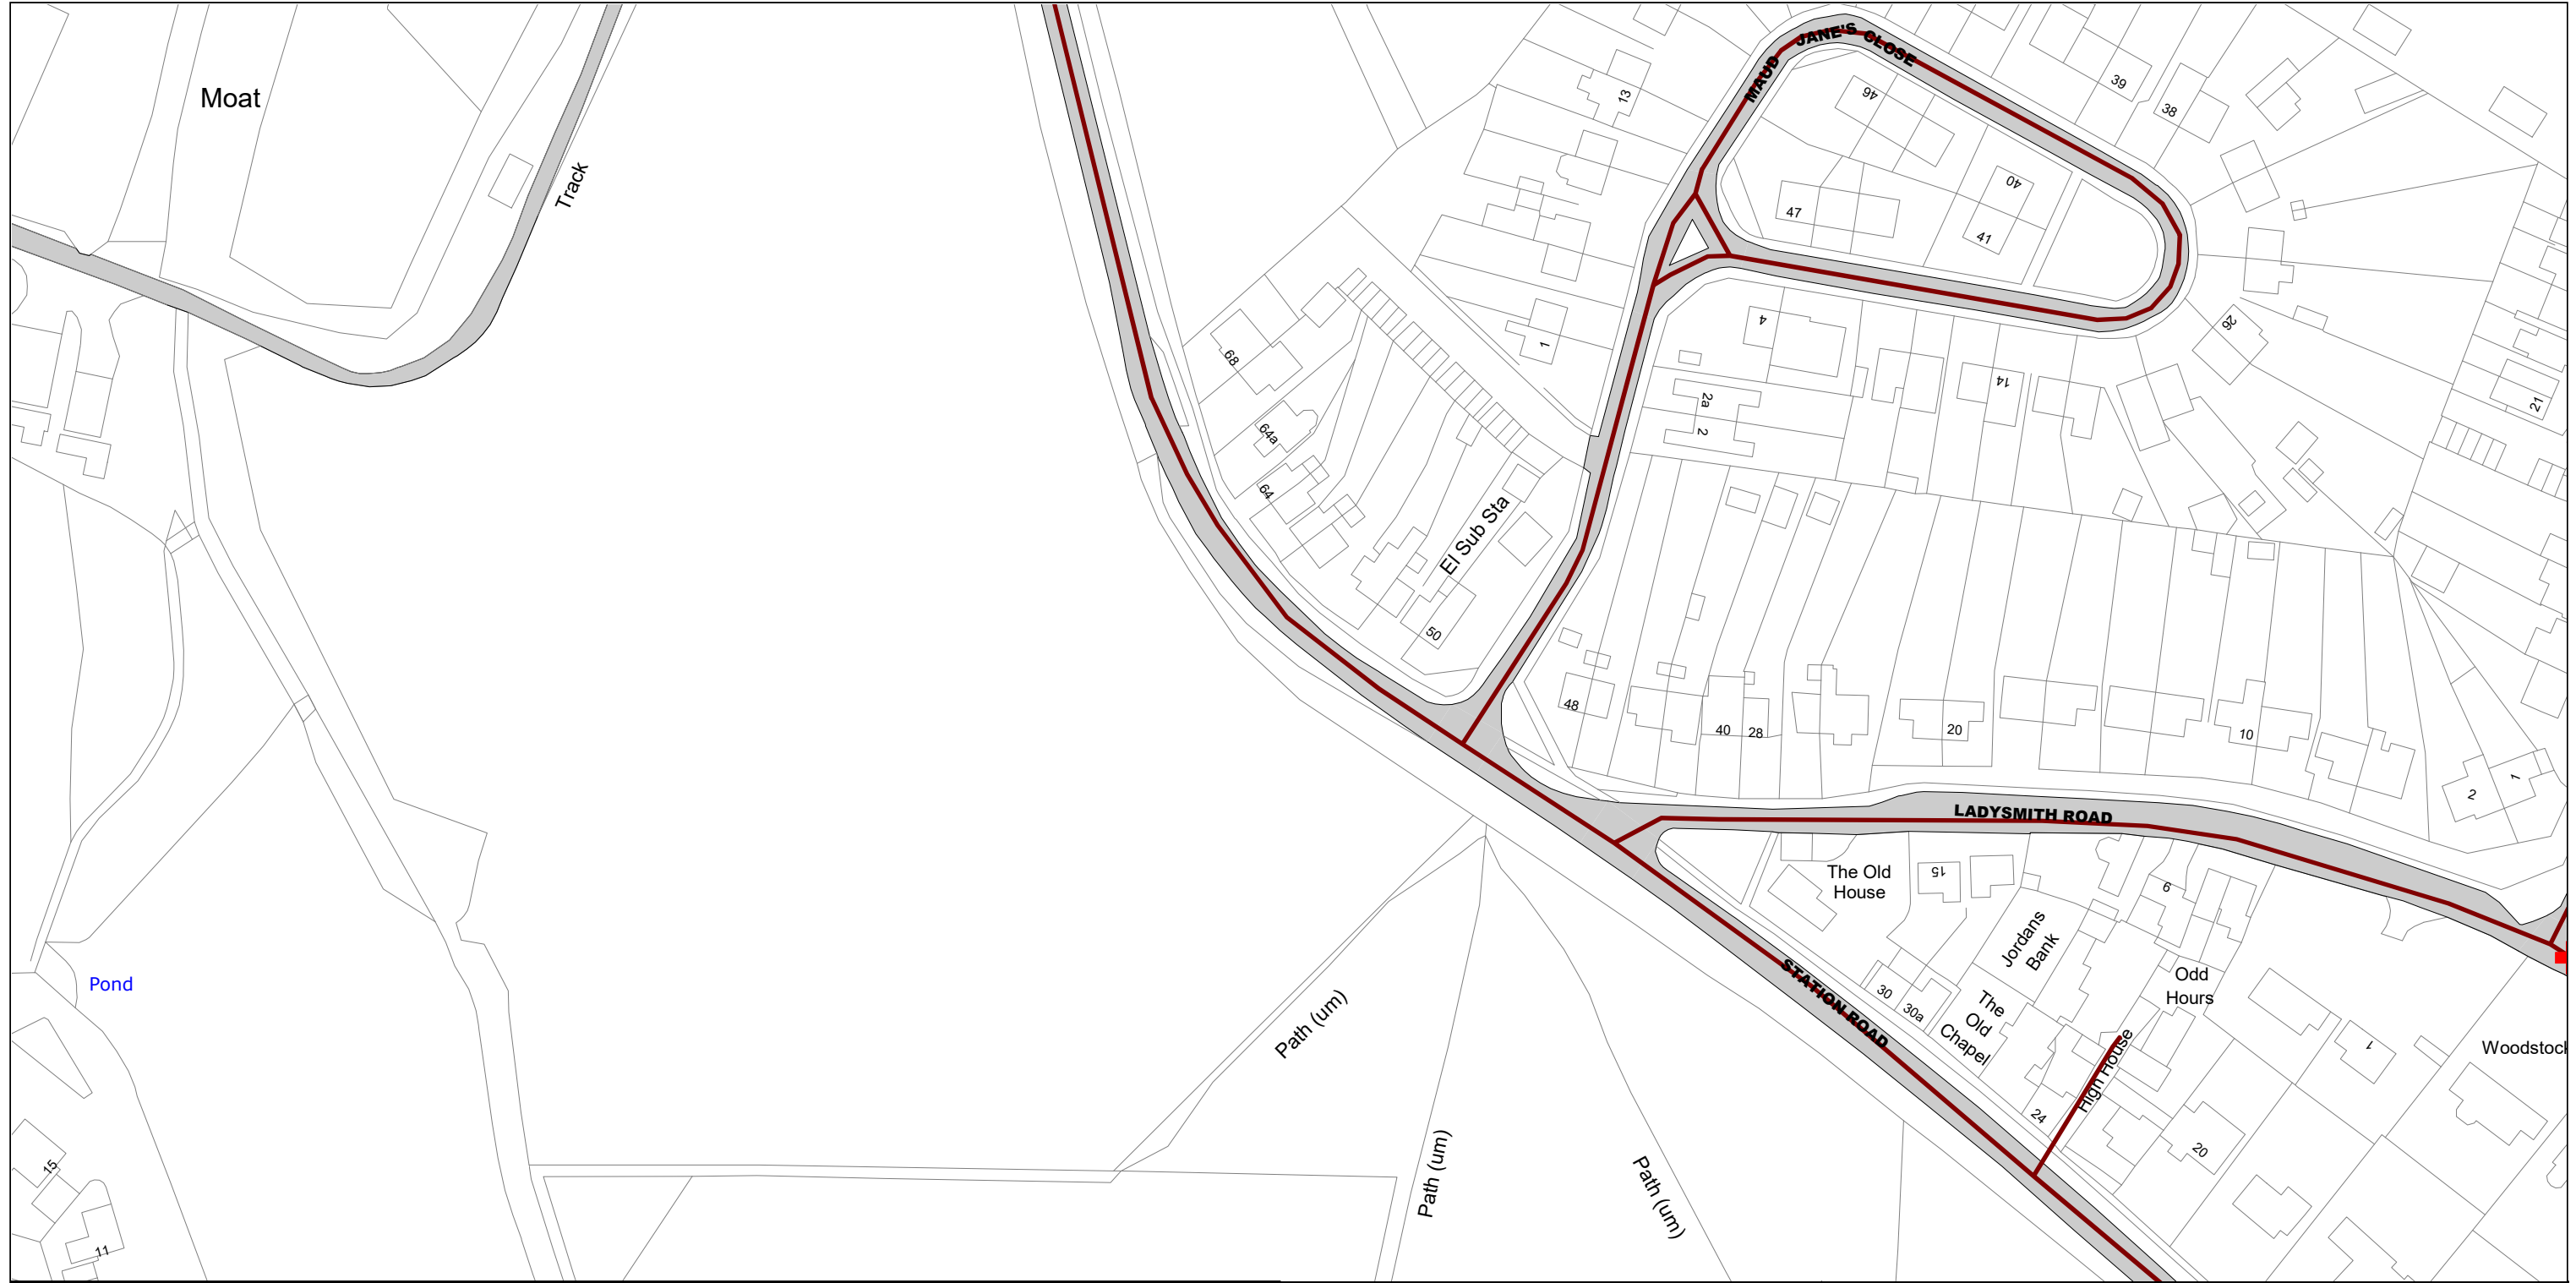 Moat
Track
MAUD JANE'S CLOSE
13
46
39
38
40
47
41
1
4
68
26
2a
14
21
64a
2
64
El Sub Sta
50
48
40
28
20
10
1
2
LADYSMITH ROAD
The Old
House
15
6
Jordans
Bank
Odd
Hours
Pond
30
30a
The
Old
Chapel
STATION ROAD
Path (um)
High House
1
Woodstock
24
20
15
Path (um)
Path (um)
11